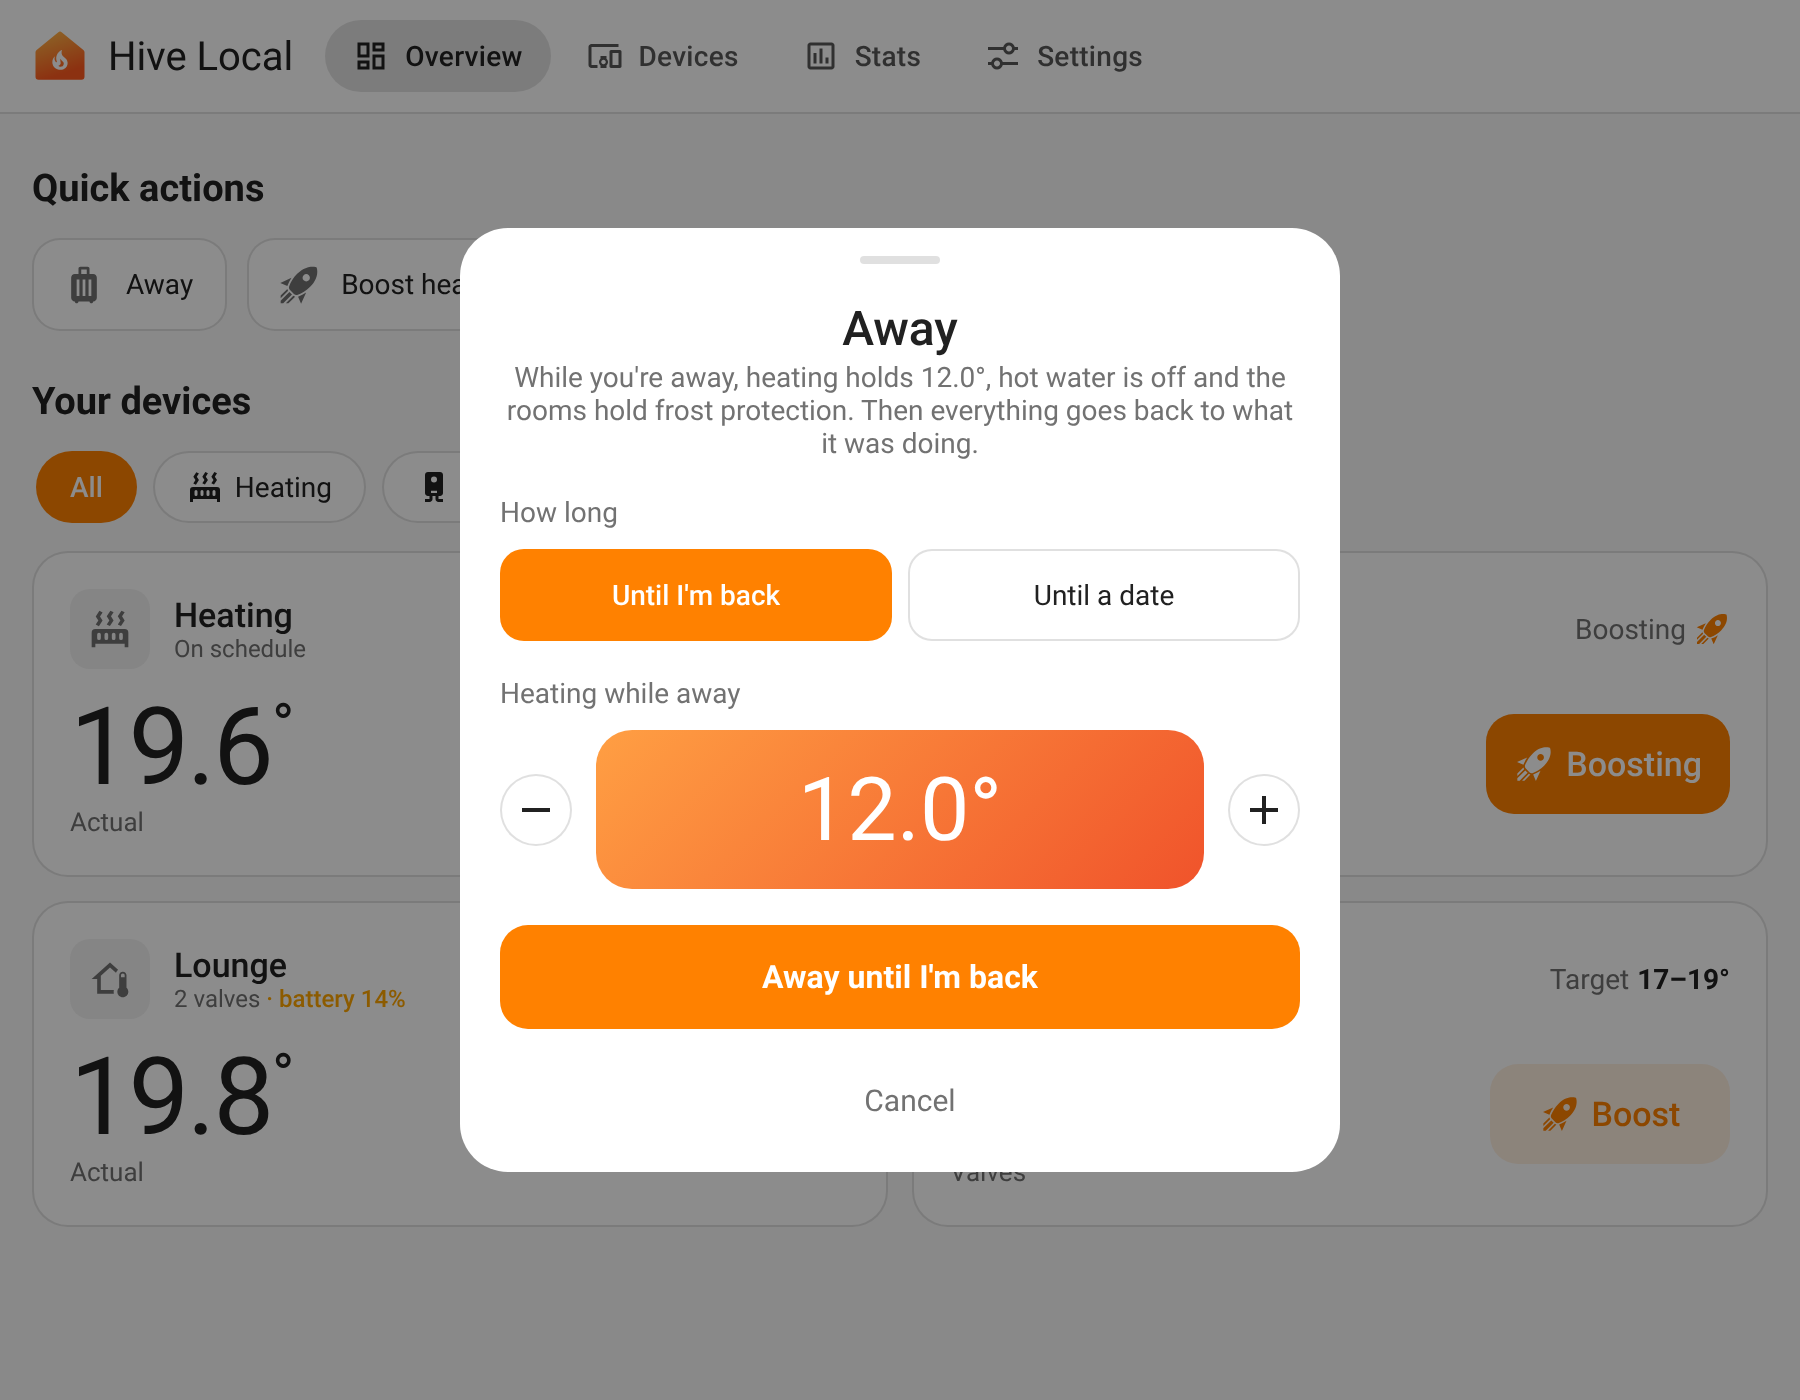 Hive Local
Overview
Devices
Stats
Settings
Quick actions
Away
Boost
Your devices
All
Heating
Heating
On schedule
19.6°
Actual
Boosting
Boosting
Lounge
2 valves · battery 14%
19.8°
Actual
Target 17–19°
Boost
Valves
Away
While you're away, heating holds 12.0°, hot water is off and the
rooms hold frost protection. Then everything goes back to what
it was doing.
How long
Until I'm back
Until a date
Heating while away
12.0°
Away until I'm back
Cancel